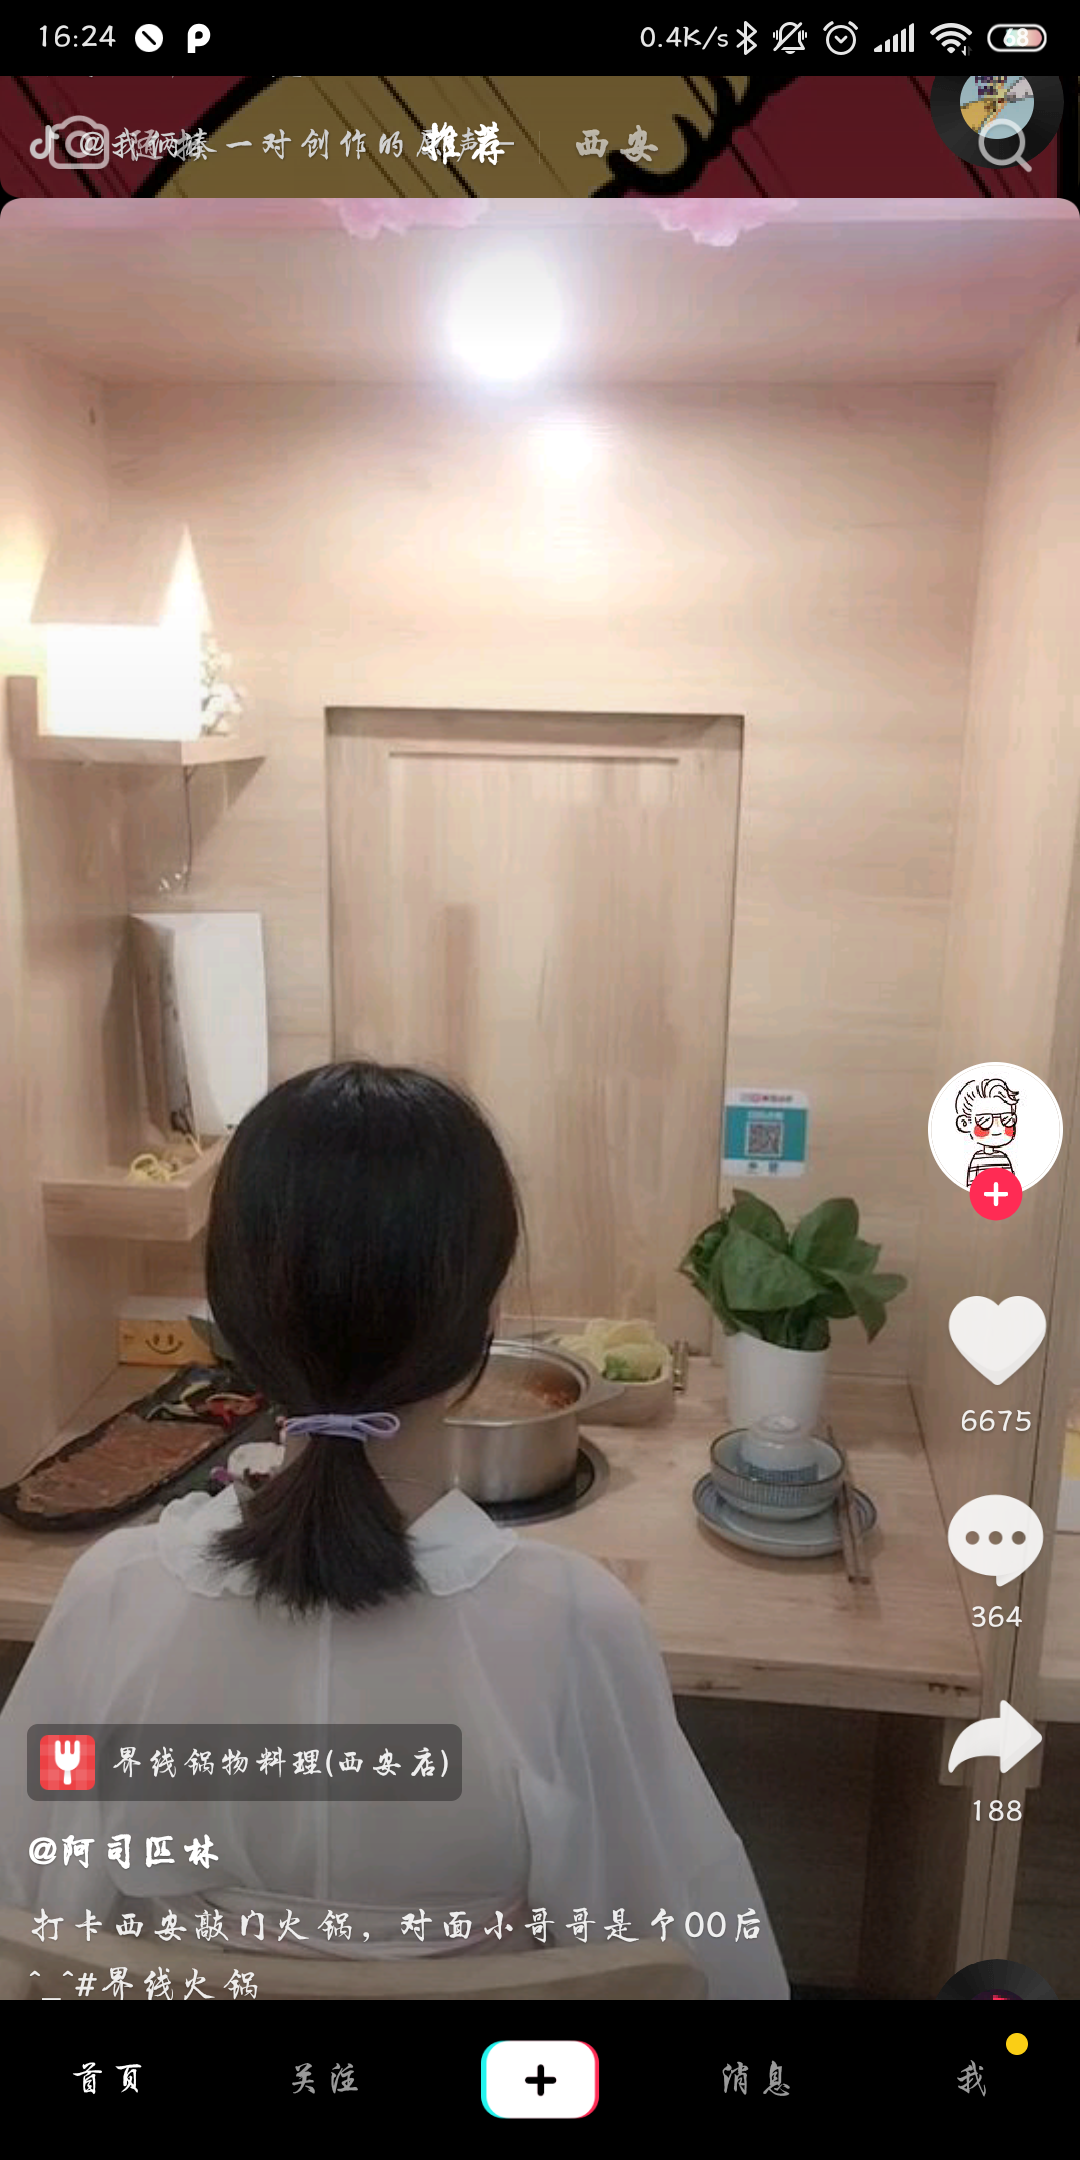 16:24
0.4K/s
68
@我俩揍一对创作的原声
推荐
西安
6675
364
188
界线锅物料理(西安店)
@阿司匹林
打卡西安敲门火锅，对面小哥哥是个00后
^_^#界线火锅
首页
关注
消息
我